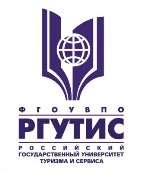 ФГОУВПО
РГУТИС
РОССИЙСКИЙ
ГОСУДАРСТВЕННЫЙ УНИВЕРСИТЕТ
ТУРИЗМА И СЕРВИСА